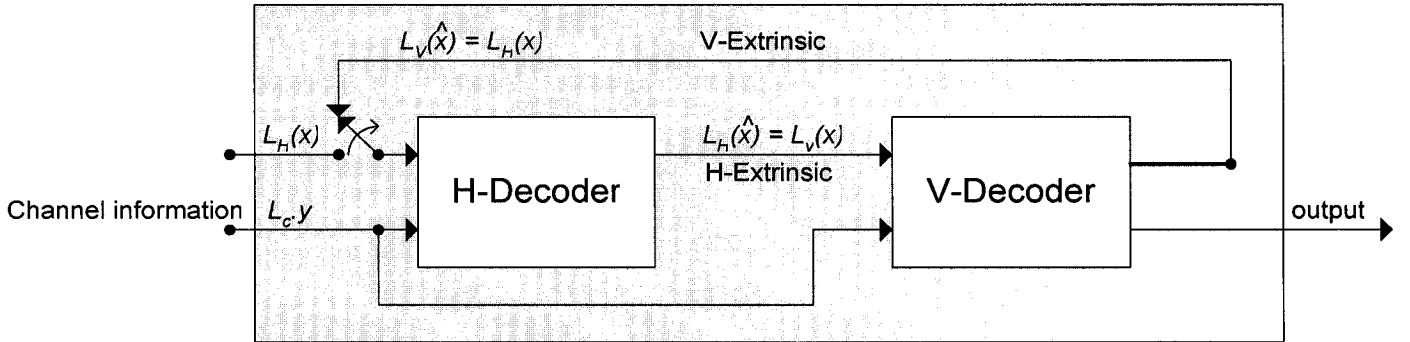 L_v(x̂) = L_H(x)
V-Extrinsic
L_h(x)
L_h(x̂) = L_v(x)
H-Extrinsic
H-Decoder
V-Decoder
Channel information
L_c.y
output